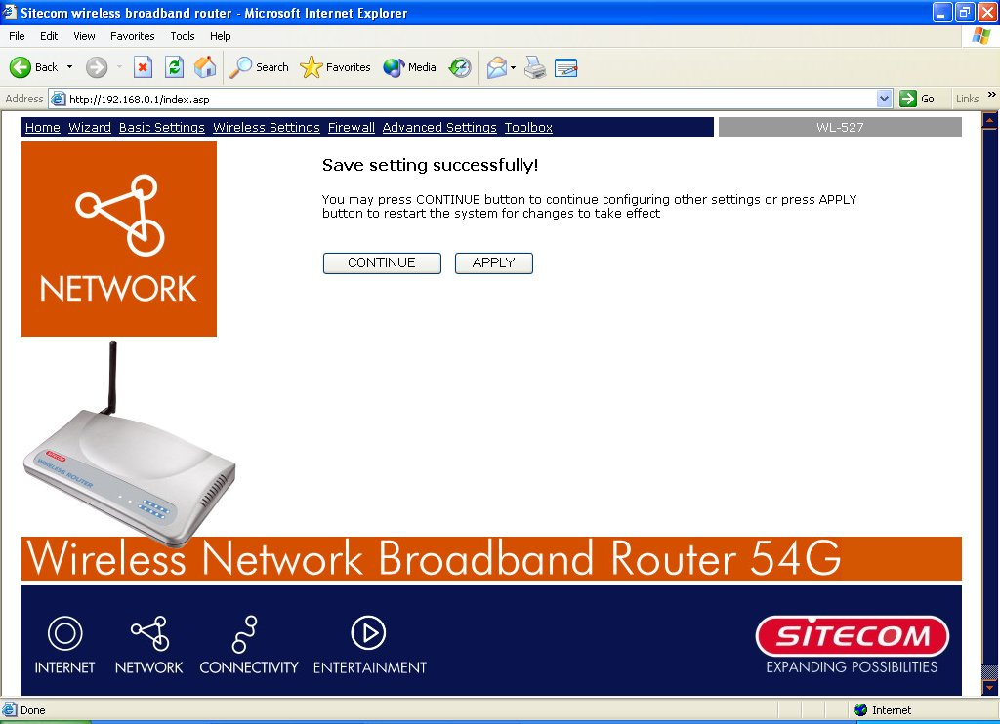 Sitecom wireless broadband router - Microsoft Internet Explorer
File Edit View Favorites Tools Help
Back Search Favorites Media
Address http://192.168.0.1/index.asp Go Links »
Home Wizard Basic Settings Wireless Settings Firewall Advanced Settings Toolbox WL-527
Save setting successfully!
You may press CONTINUE button to continue configuring other settings or press APPLY
button to restart the system for changes to take effect
CONTINUE APPLY
NETWORK
SITECOM
WIRELESS ROUTER
Wireless Network Broadband Router 54G
INTERNET NETWORK CONNECTIVITY ENTERTAINMENT
SITECOM
EXPANDING POSSIBILITIES
Done Internet